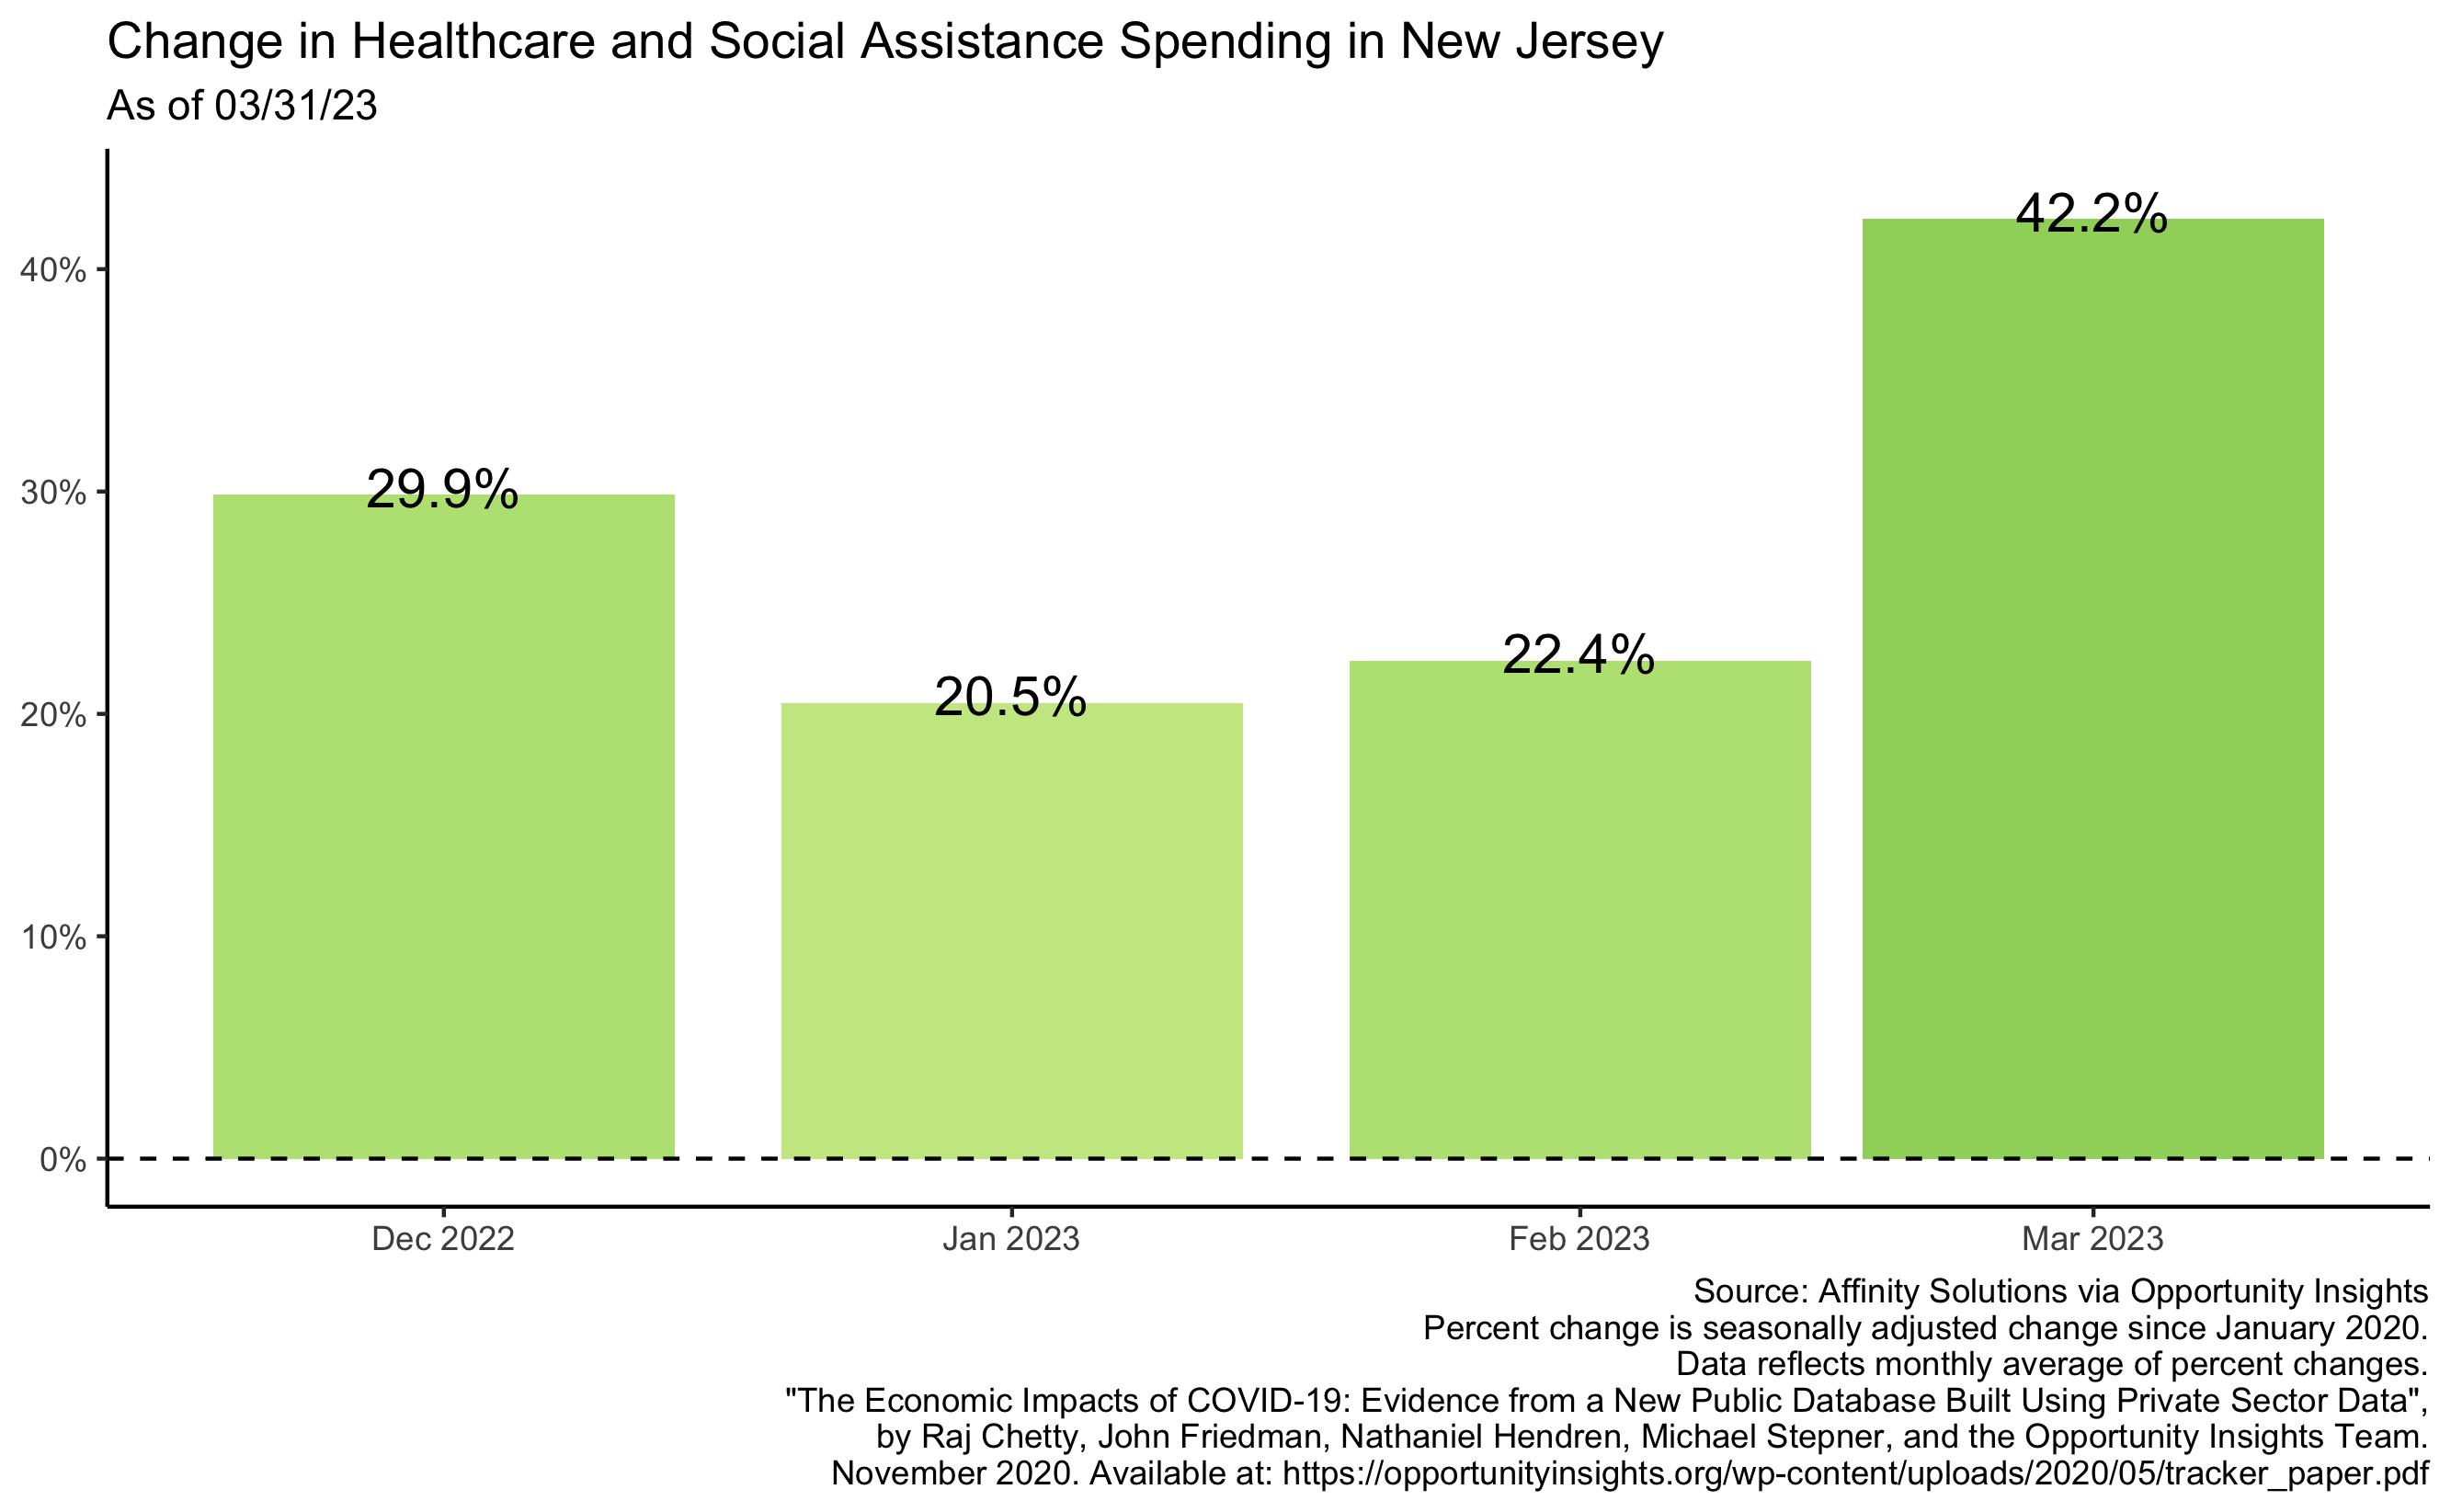 Change in Healthcare and Social Assistance Spending in New Jersey
As of 03/31/23
42.2%
40%
29.9%
30%
22.4%
20.5%
20%
10%
0%
Dec 2022
Jan 2023
Feb 2023
Mar 2023
Source: Affinity Solutions via Opportunity Insights
Percent change is seasonally adjusted change since January 2020.
Data reflects monthly average of percent changes.
"The Economic Impacts of COVID-19: Evidence from a New Public Database Built Using Private Sector Data",
by Raj Chetty, John Friedman, Nathaniel Hendren, Michael Stepner, and the Opportunity Insights Team.
November 2020. Available at: https://opportunityinsights.org/wp-content/uploads/2020/05/tracker_paper.pdf